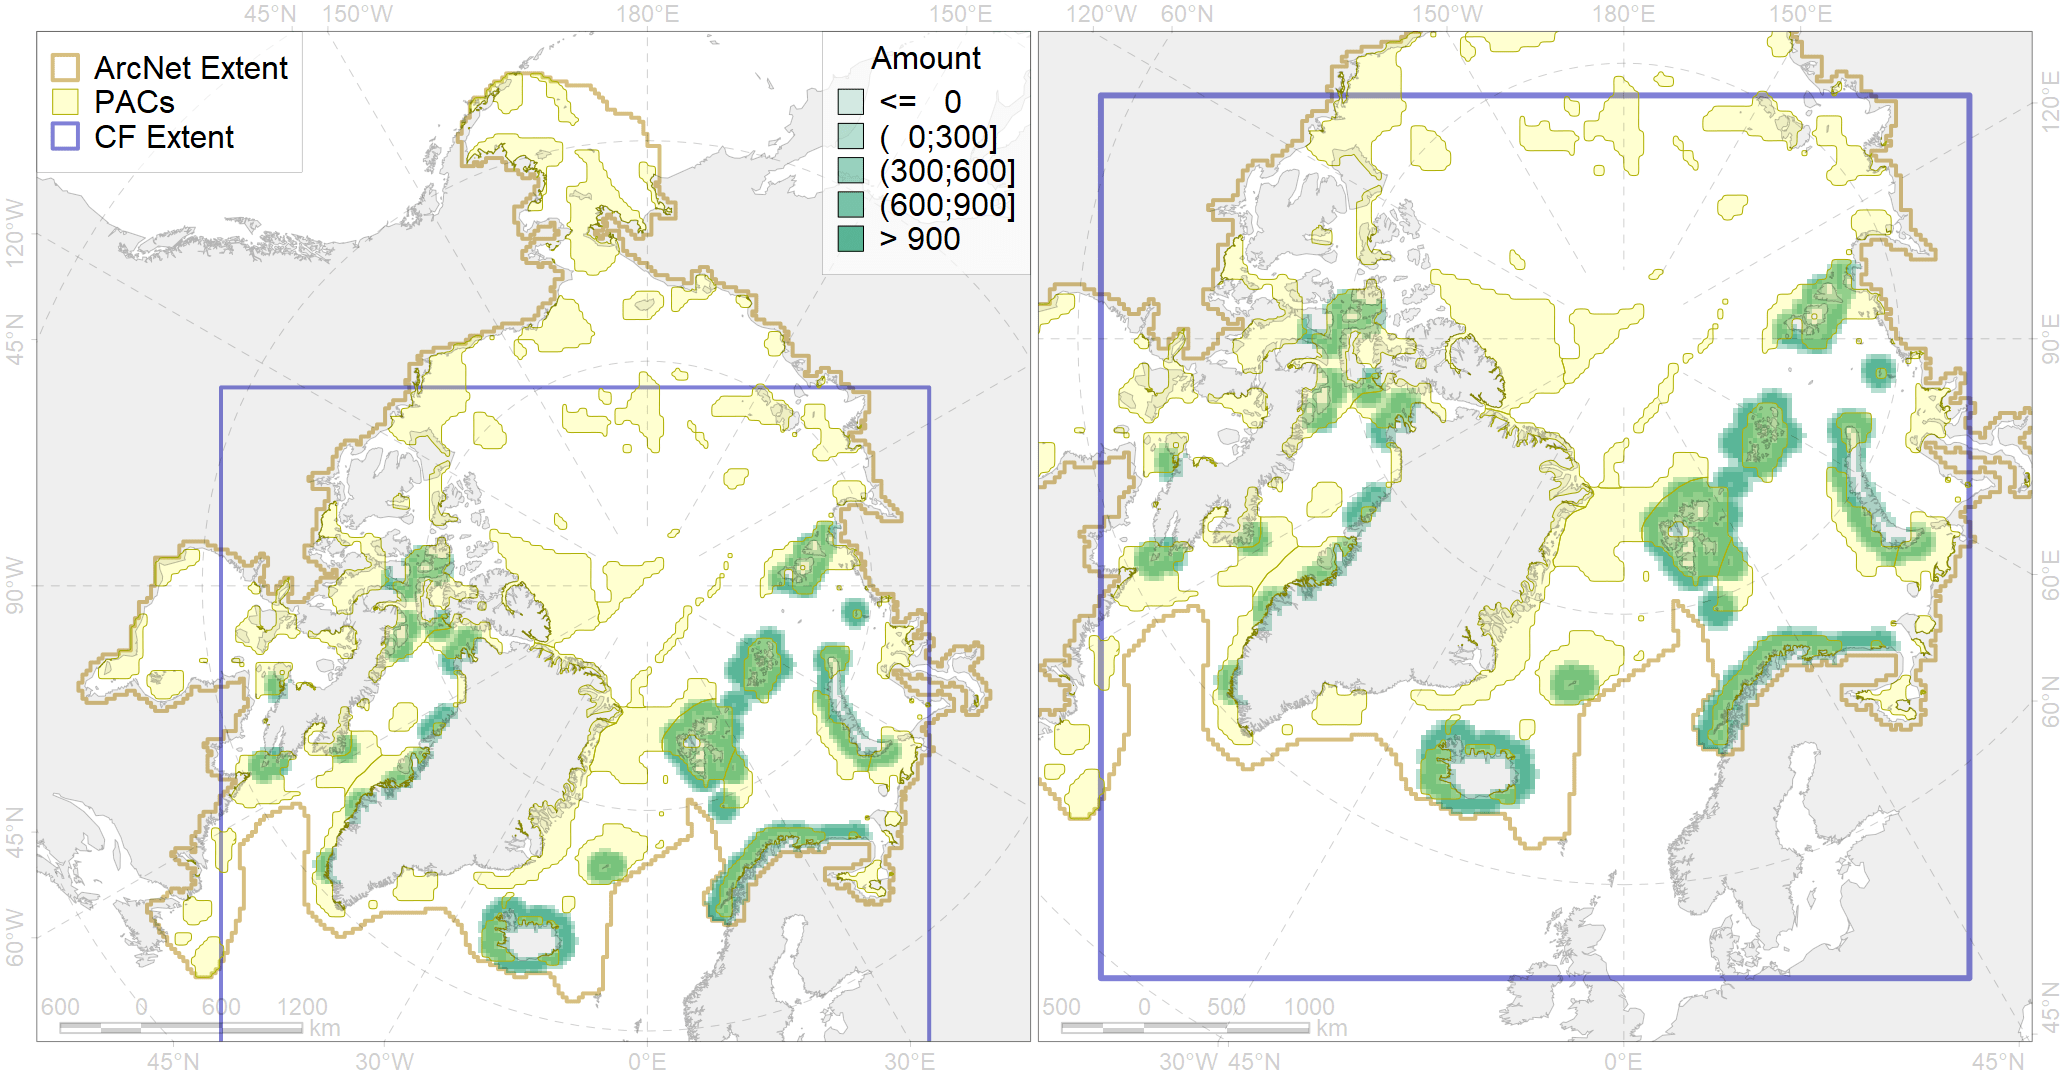 45°N 150°W 180°E 150°E 120°W 60°N 150°W 180°E 150°E
ArcNet Extent
PACs
CF Extent
Amount
<= 0
( 0;300]
(300;600]
(600;900]
> 900
120°W
45°N
90°W
45°N
60°W
120°E
90°E
60°E
60°N
45°N
600 0 600 1200
km
500 0 500 1000
km
45°N 30°W 0°E 30°E 30°W 45°N 0°E 45°N